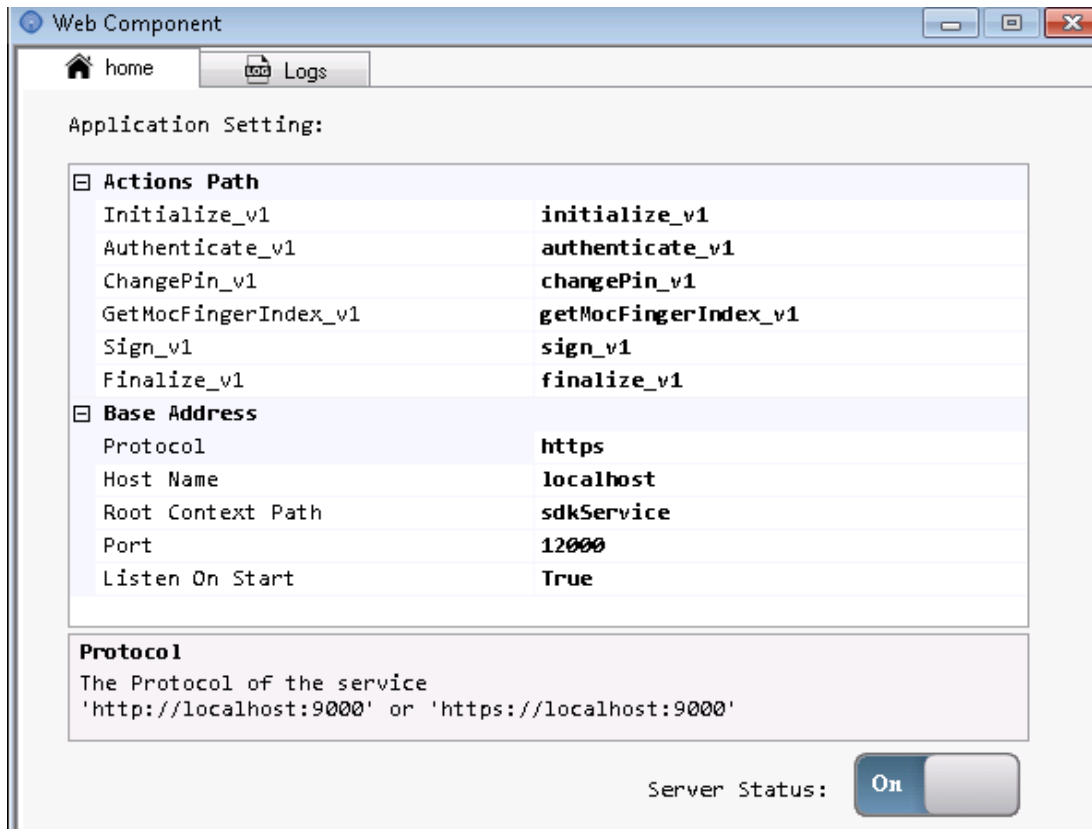 Web Component
home Logs
Application Setting:
Actions Path
Initialize_v1 initialize_v1
Authenticate_v1 authenticate_v1
ChangePin_v1 changePin_v1
GetMocFingerIndex_v1 getMocFingerIndex_v1
Sign_v1 sign_v1
Finalize_v1 finalize_v1
Base Address
Protocol https
Host Name localhost
Root Context Path sdkService
Port 12000
Listen On Start True
Protocol
The Protocol of the service
'http://localhost:9000' or 'https://localhost:9000'
Server Status: On